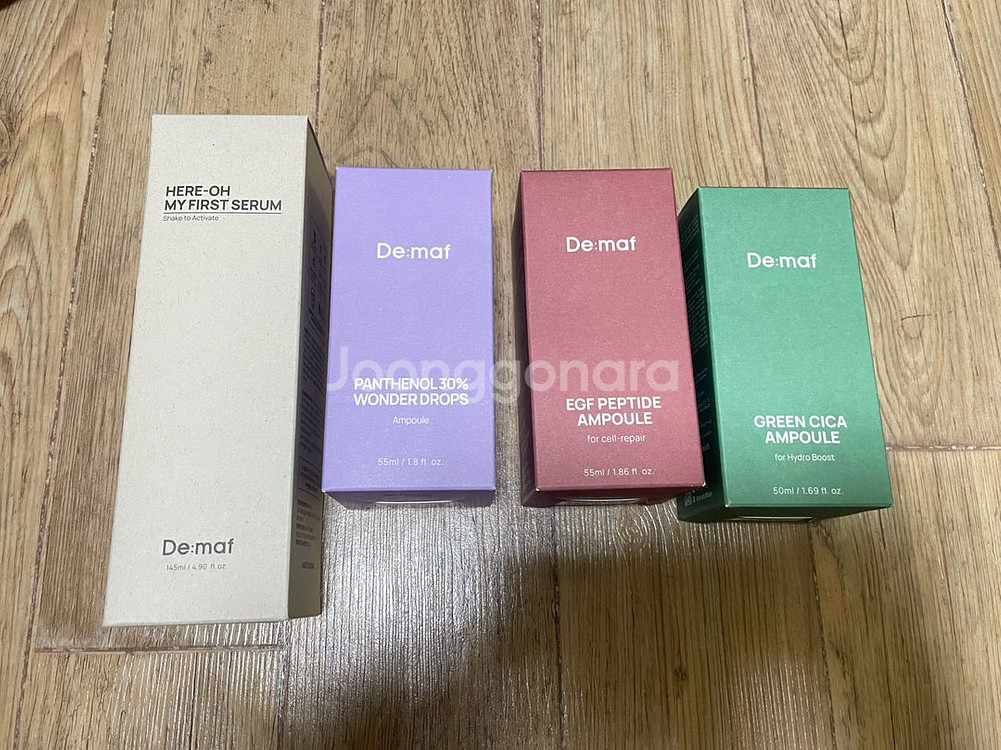 HERE-OH
MY FIRST SERUM
Shake to Activate
De:maf
145ml / 4.90 fl. oz.
De:maf
PANTHENOL 30%
WONDER DROPS
Ampoule
55ml / 1.8 fl. oz.
De:maf
EGF PEPTIDE
AMPOULE
for cell-repair
55ml / 1.86 fl. oz.
De:maf
GREEN CICA
AMPOULE
for Hydro Boost
50ml / 1.69 fl. oz.
Joonggonara